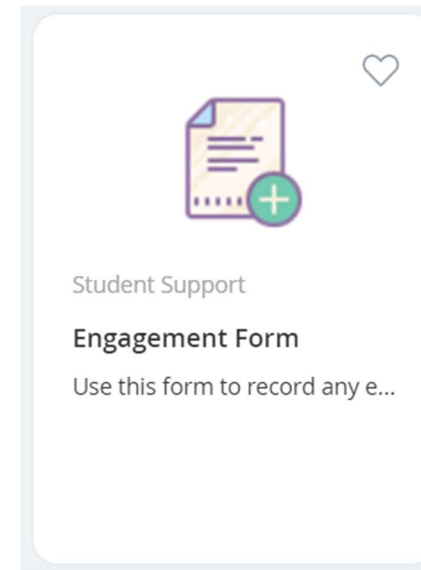 Student Support
Engagement Form
Use this form to record any e...